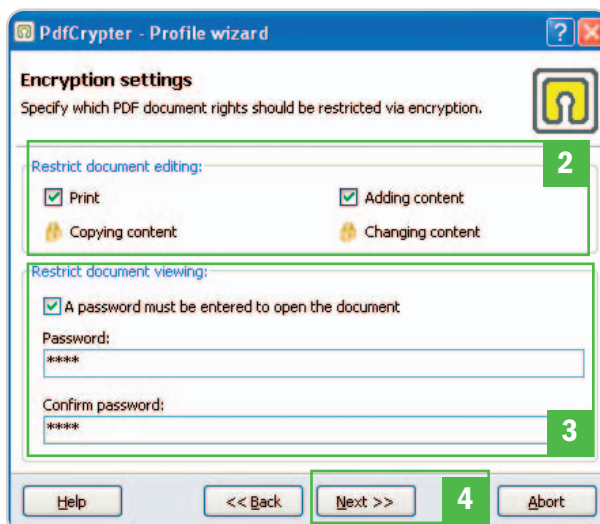 PdfCrypter - Profile wizard
Encryption settings
Specify which PDF document rights should be restricted via encryption.
2
Restrict document editing:
Print Adding content
Copying content Changing content
Restrict document viewing:
A password must be entered to open the document
Password:
****
Confirm password:
****
3
Help << Back Next >> 4 Abort